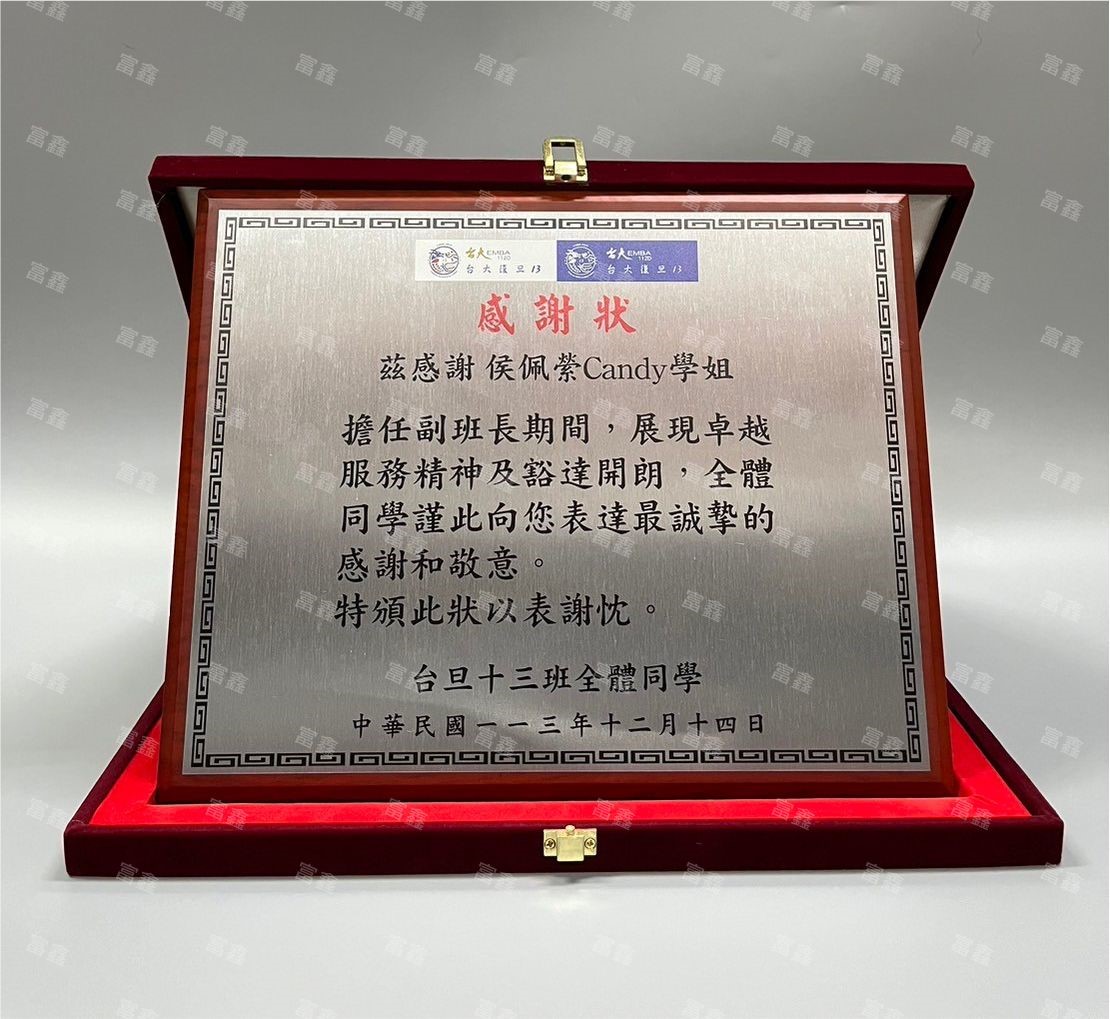 台大EMBA 112D 台大EMBA 112D
台大復旦13 台大復旦13
感謝狀
茲感謝 侯佩縈Candy學姐
擔任副班長期間，展現卓越
服務精神及豁達開朗，全體
同學謹此向您表達最誠摯的
感謝和敬意。
特頒此狀以表謝忱。
台旦十三班全體同學
中華民國一一三年十二月十四日
富鑫